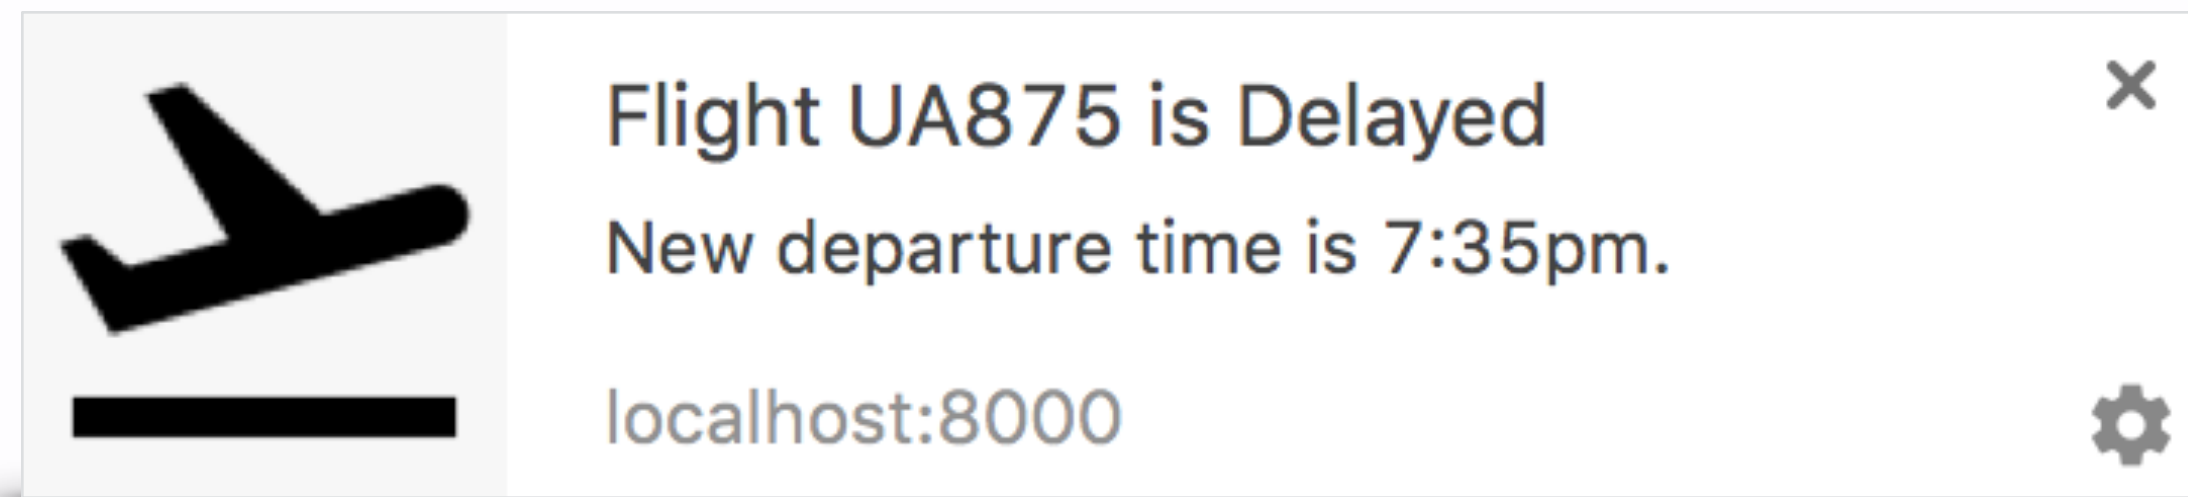 Flight UA875 is Delayed
New departure time is 7:35pm.
localhost:8000